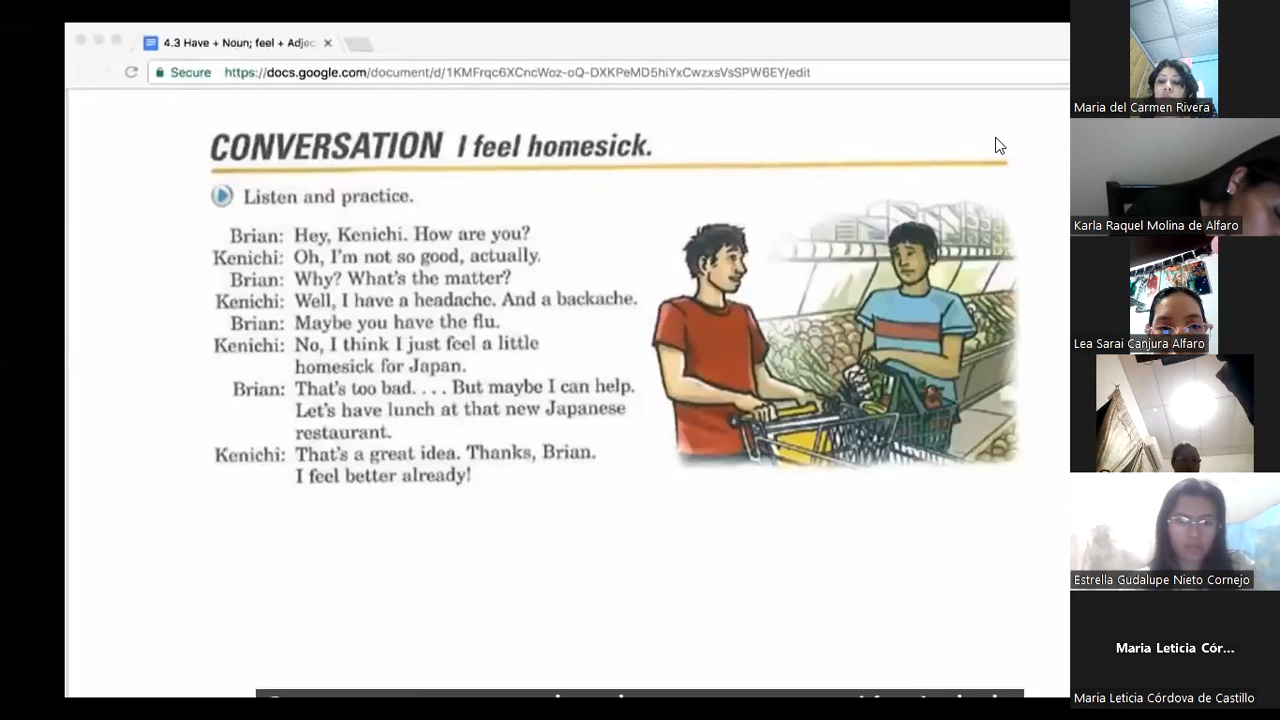 4.3 Have + Noun; feel + Adjec
Secure https://docs.google.com/document/d/1KMFrqc6XCncWoz-oQ-DXKPeMD5hiYxCwzxsVsSPW6EY/edit
CONVERSATION I feel homesick.
Listen and practice.
Brian: Hey, Kenichi. How are you?
Kenichi: Oh, I'm not so good, actually.
Brian: Why? What's the matter?
Kenichi: Well, I have a headache. And a backache.
Brian: Maybe you have the flu.
Kenichi: No, I think I just feel a little
homesick for Japan.
Brian: That's too bad. . . . But maybe I can help.
Let's have lunch at that new Japanese
restaurant.
Kenichi: That's a great idea. Thanks, Brian.
I feel better already!
Maria del Carmen Rivera
Karla Raquel Molina de Alfaro
Lea Sarai Canjura Alfaro
Estrella Gudalupe Nieto Cornejo
Maria Leticia Cór...
Maria Leticia Córdova de Castillo